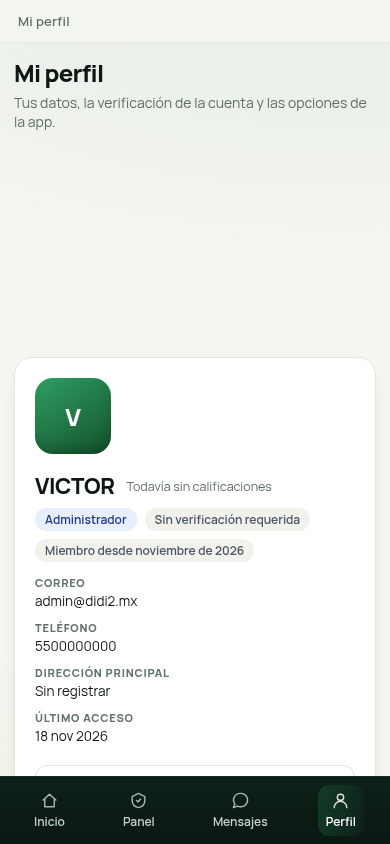 Mi perfil
Mi perfil
Tus datos, la verificación de la cuenta y las opciones de
la app.
V
VICTOR Todavía sin calificaciones
Administrador Sin verificación requerida
Miembro desde noviembre de 2026
CORREO
admin@didi2.mx
TELÉFONO
5500000000
DIRECCIÓN PRINCIPAL
Sin registrar
ÚLTIMO ACCESO
18 nov 2026
Inicio Panel Mensajes Perfil